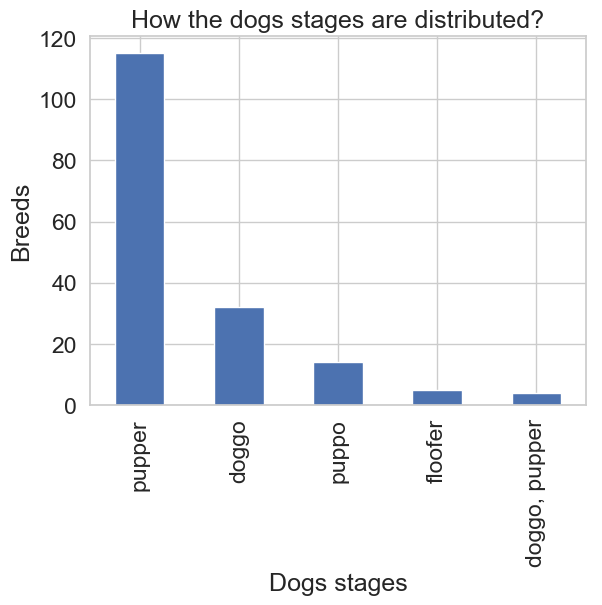 How the dogs stages are distributed?
120
100
80
60
40
20
0
Breeds
pupper
doggo
puppo
floofer
doggo, pupper
Dogs stages